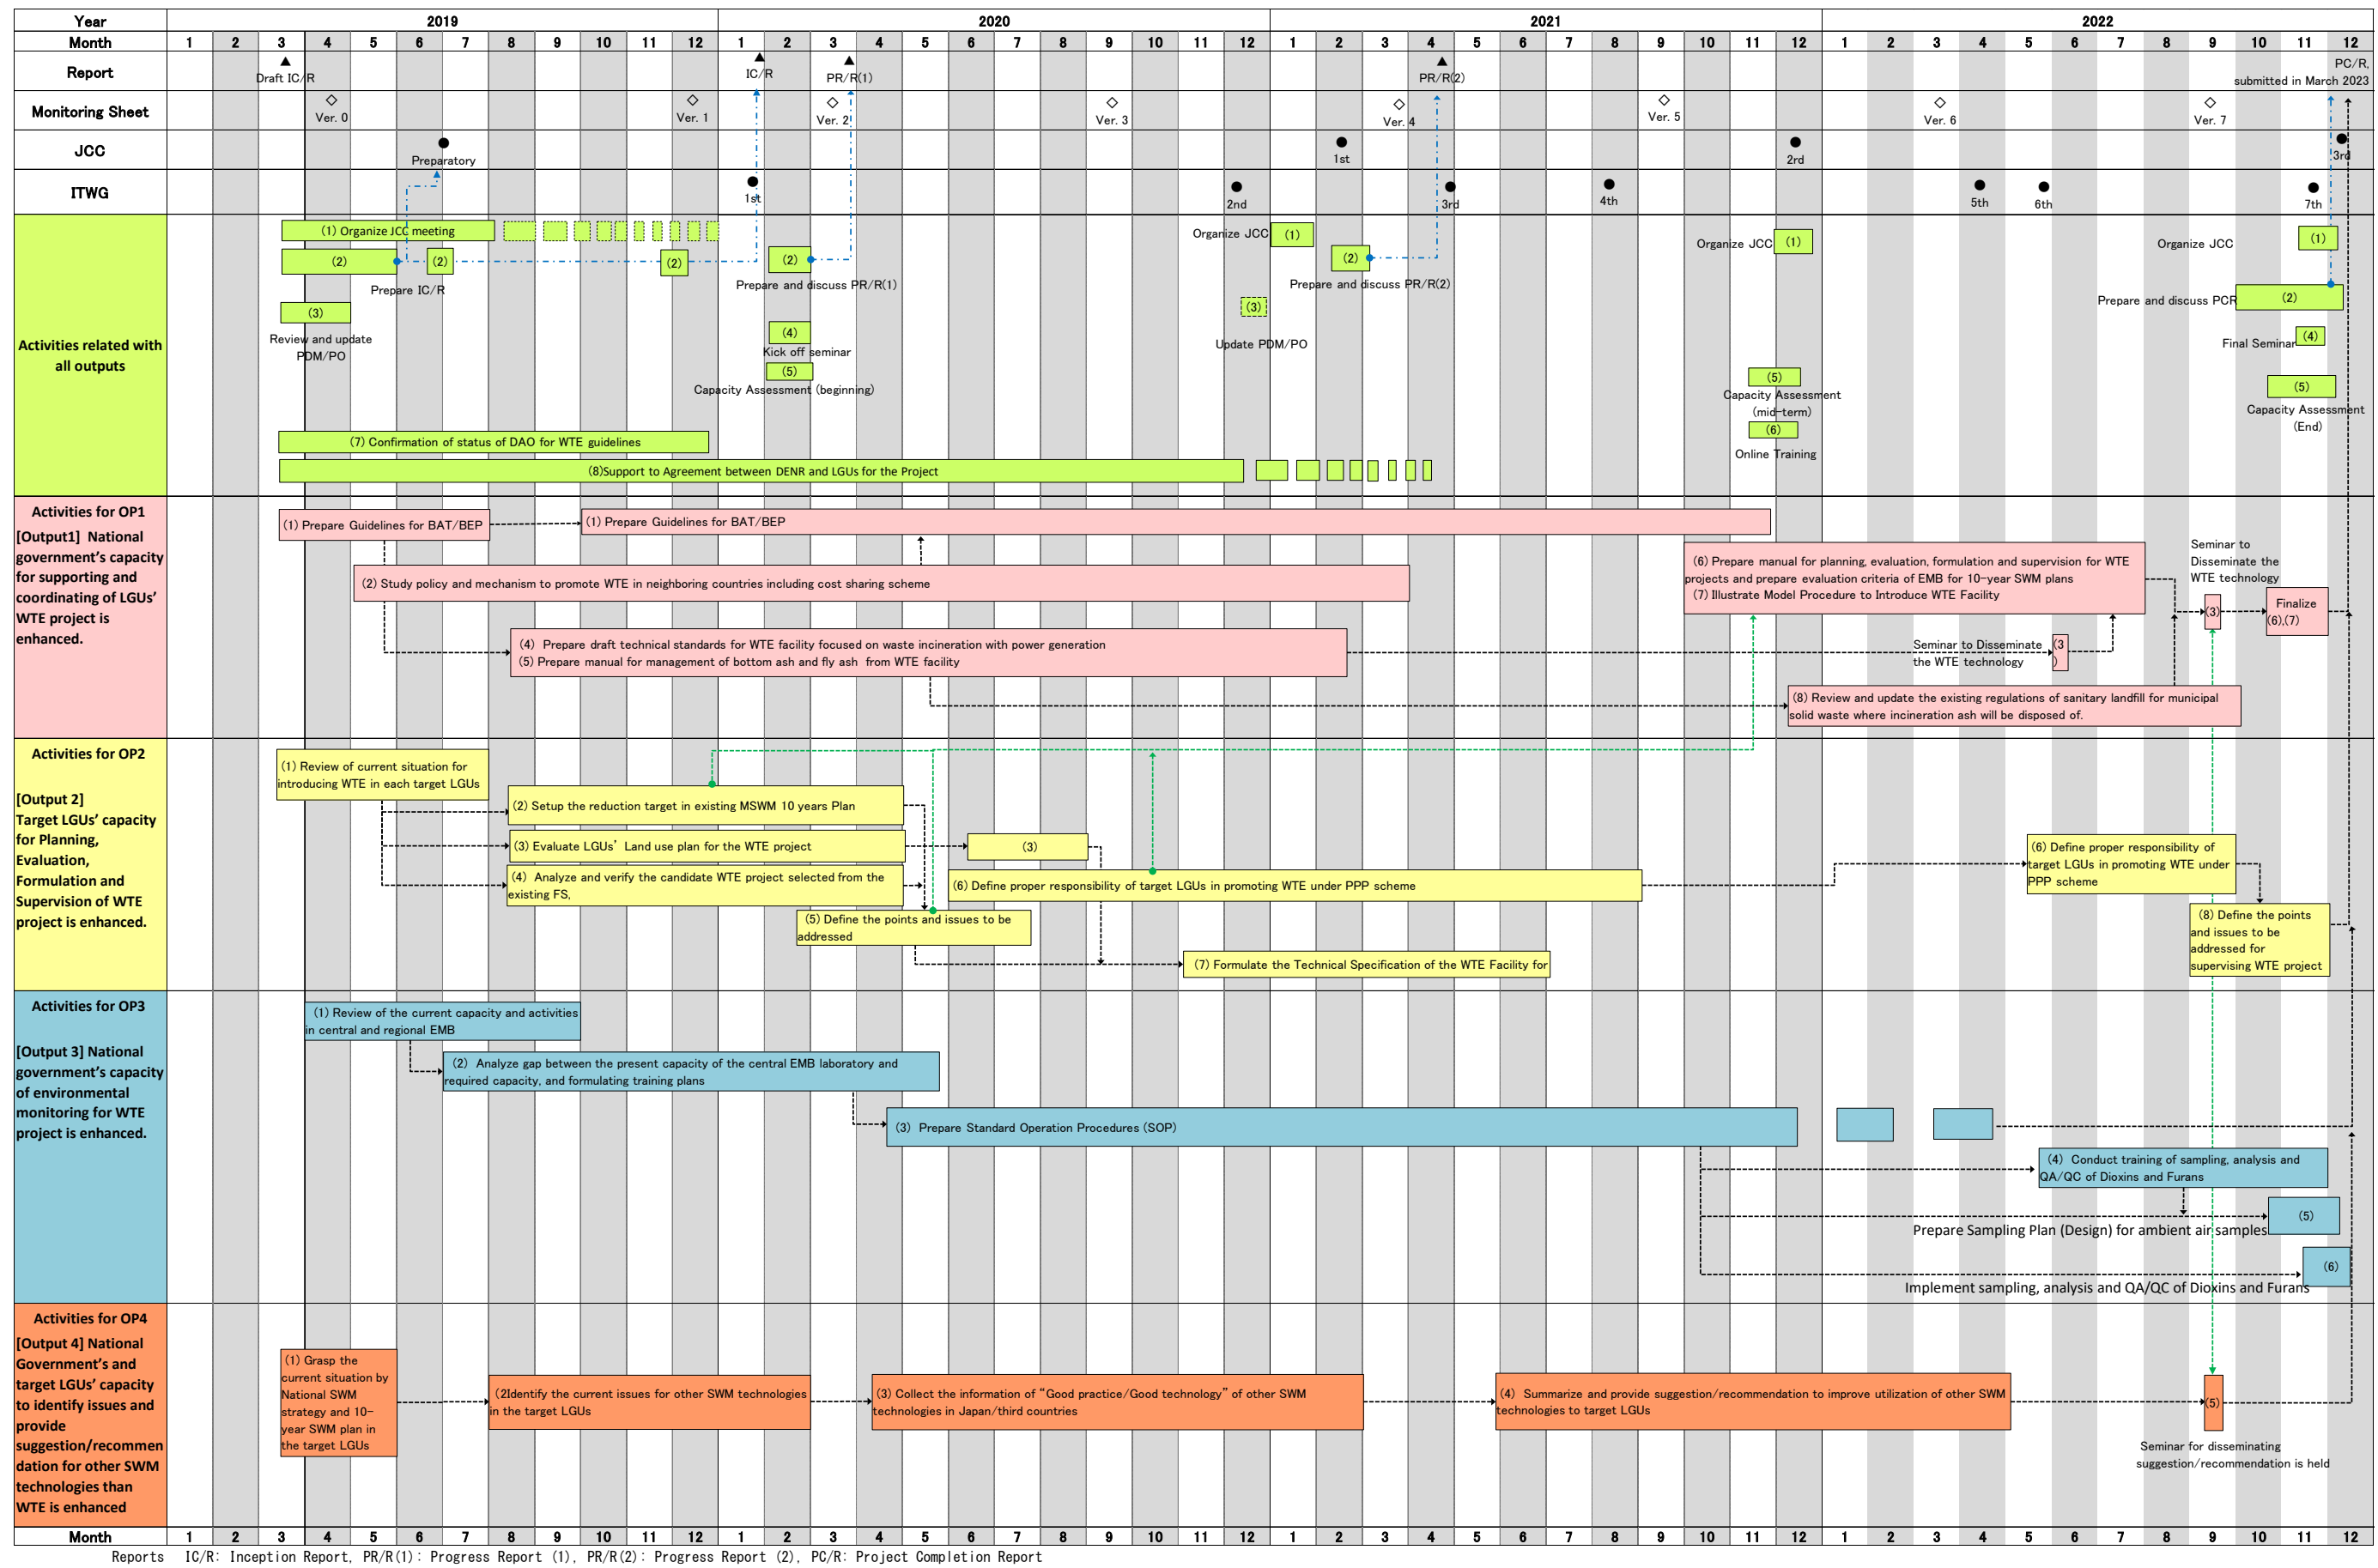 Year 2019 2020 2021 2022
Month 1 2 3 4 5 6 7 8 9 10 11 12 1 2 3 4 5 6 7 8 9 10 11 12 1 2 3 4 5 6 7 8 9 10 11 12 1 2 3 4 5 6 7 8 9 10 11 12
Report
Draft IC/R
IC/R
PR/R(1)
PR/R(2)
PC/R,
submitted in March 2023
Monitoring Sheet
Ver. 0
Ver. 1
Ver. 2
Ver. 3
Ver. 4
Ver. 5
Ver. 6
Ver. 7
JCC
Preparatory
1st
2rd
3rd
ITWG
1st
2nd
3rd
4th
5th
6th
7th
Activities related with
all outputs
(1) Organize JCC meeting
(2)
(2)
(2)
Prepare IC/R
(3)
Review and update
PDM/PO
(2)
Prepare and discuss PR/R(1)
(4)
Kick off seminar
(5)
Capacity Assessment (beginning)
Organize JCC
(1)
(2)
Prepare and discuss PR/R(2)
(3)
Update PDM/PO
Organize JCC
(1)
(5)
Capacity Assessment
(mid-term)
(6)
Online Training
Organize JCC
(1)
Prepare and discuss PCR
(2)
Final Seminar
(4)
(5)
Capacity Assessment
(End)
(7) Confirmation of status of DAO for WTE guidelines
(8)Support to Agreement between DENR and LGUs for the Project
Activities for OP1
[Output1] National
government's capacity
for supporting and
coordinating of LGUs'
WTE project is
enhanced.
(1) Prepare Guidelines for BAT/BEP
(1) Prepare Guidelines for BAT/BEP
(2) Study policy and mechanism to promote WTE in neighboring countries including cost sharing scheme
(4) Prepare draft technical standards for WTE facility focused on waste incineration with power generation
(5) Prepare manual for management of bottom ash and fly ash from WTE facility
(6) Prepare manual for planning, evaluation, formulation and supervision for WTE
projects and prepare evaluation criteria of EMB for 10-year SWM plans
(7) Illustrate Model Procedure to Introduce WTE Facility
Seminar to
Disseminate the
WTE technology
(3)
Finalize
(6),(7)
Seminar to Disseminate
the WTE technology
(3
)
(8) Review and update the existing regulations of sanitary landfill for municipal
solid waste where incineration ash will be disposed of.
Activities for OP2
[Output 2]
Target LGUs' capacity
for Planning,
Evaluation,
Formulation and
Supervision of WTE
project is enhanced.
(1) Review of current situation for
introducing WTE in each target LGUs
(2) Setup the reduction target in existing MSWM 10 years Plan
(3) Evaluate LGUs' Land use plan for the WTE project
(3)
(4) Analyze and verify the candidate WTE project selected from the
existing FS,
(6) Define proper responsibility of target LGUs in promoting WTE under PPP scheme
(5) Define the points and issues to be
addressed
(7) Formulate the Technical Specification of the WTE Facility for
(6) Define proper responsibility of
target LGUs in promoting WTE under
PPP scheme
(8) Define the points
and issues to be
addressed for
supervising WTE project
Activities for OP3
[Output 3] National
government's capacity
of environmental
monitoring for WTE
project is enhanced.
(1) Review of the current capacity and activities
in central and regional EMB
(2) Analyze gap between the present capacity of the central EMB laboratory and
required capacity, and formulating training plans
(3) Prepare Standard Operation Procedures (SOP)
(4) Conduct training of sampling, analysis and
QA/QC of Dioxins and Furans
(5)
Prepare Sampling Plan (Design) for ambient air samples
(6)
Implement sampling, analysis and QA/QC of Dioxins and Furans
Activities for OP4
[Output 4] National
Government's and
target LGUs' capacity
to identify issues and
provide
suggestion/recommen
dation for other SWM
technologies than
WTE is enhanced
(1) Grasp the
current situation by
National SWM
strategy and 10-
year SWM plan in
the target LGUs
(2Identify the current issues for other SWM technologies
in the target LGUs
(3) Collect the information of "Good practice/Good technology" of other SWM
technologies in Japan/third countries
(4) Summarize and provide suggestion/recommendation to improve utilization of other SWM
technologies to target LGUs
(5)
Seminar for disseminating
suggestion/recommendation is held
Month 1 2 3 4 5 6 7 8 9 10 11 12 1 2 3 4 5 6 7 8 9 10 11 12 1 2 3 4 5 6 7 8 9 10 11 12 1 2 3 4 5 6 7 8 9 10 11 12
Reports IC/R: Inception Report, PR/R(1): Progress Report (1), PR/R(2): Progress Report (2), PC/R: Project Completion Report